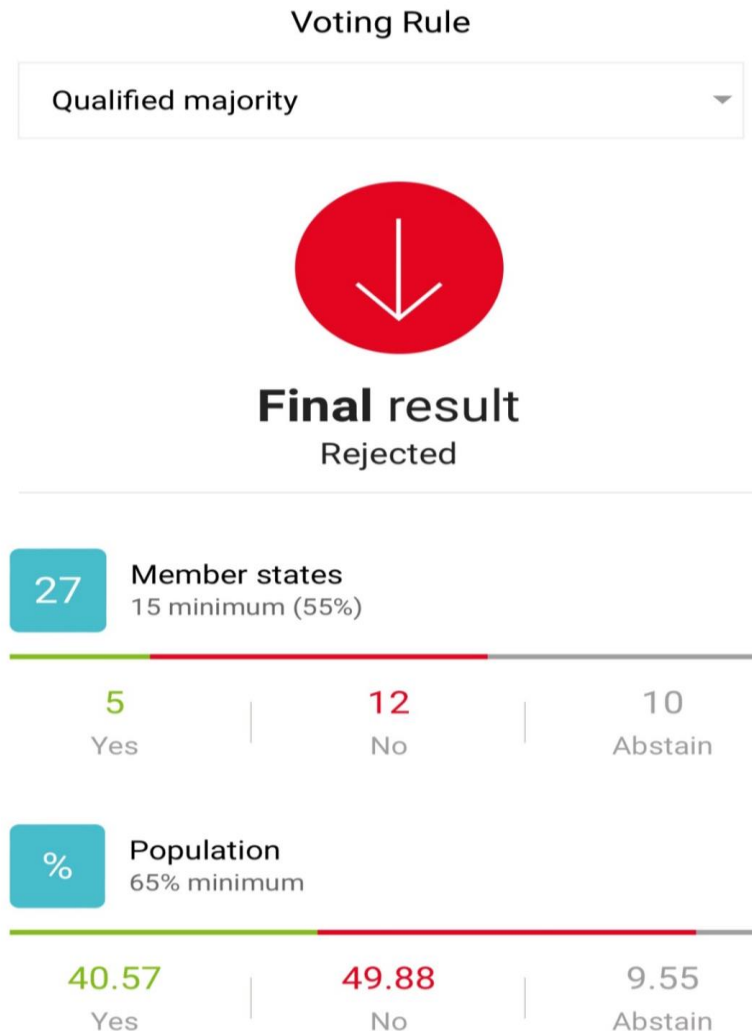 Voting Rule
Qualified majority
Final result
Rejected
27
Member states
15 minimum (55%)
5
12
10
Yes
No
Abstain
%
Population
65% minimum
40.57
49.88
9.55
Yes
No
Abstain